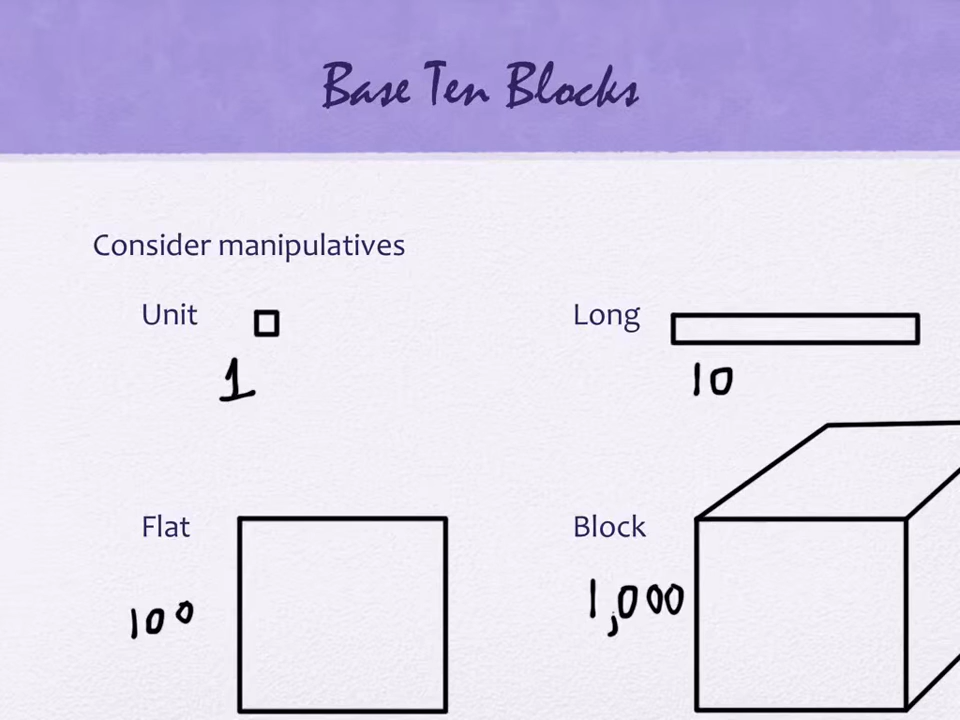 Base Ten Blocks
Consider manipulatives
Unit
Long
1
10
Flat
Block
100
1,000